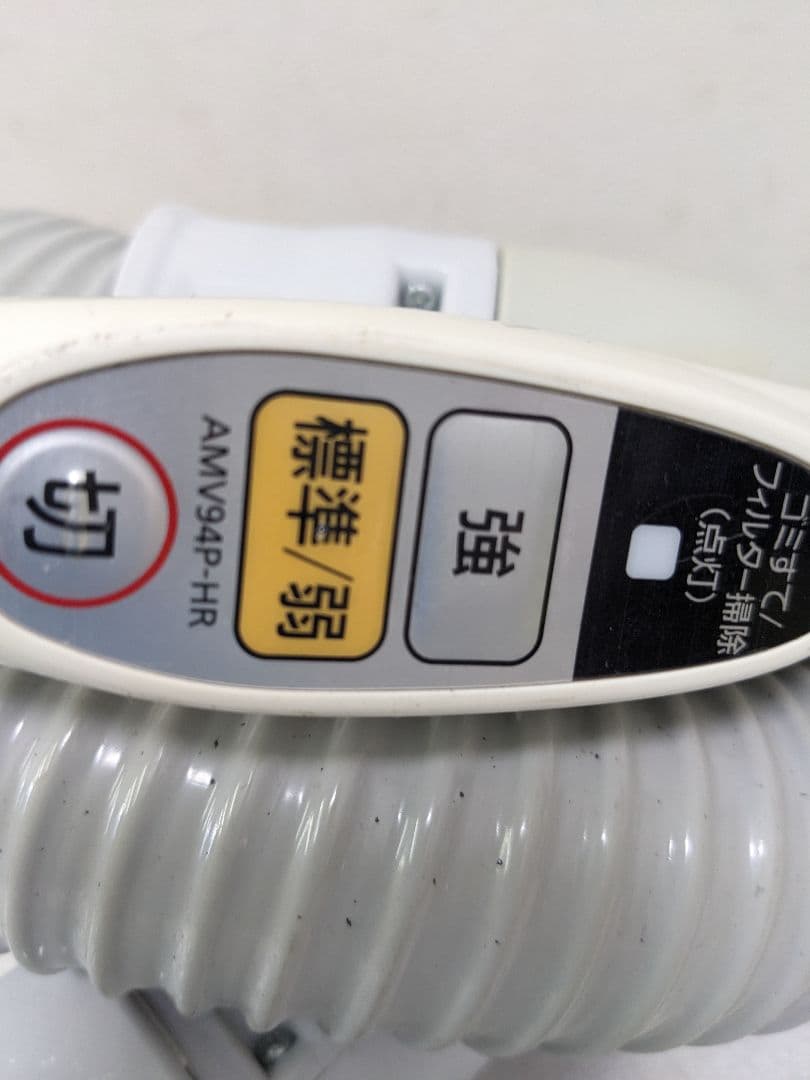 ゴミすて/
フィルター掃除
(点灯)
強
標準/弱
AMV94P-HR
切